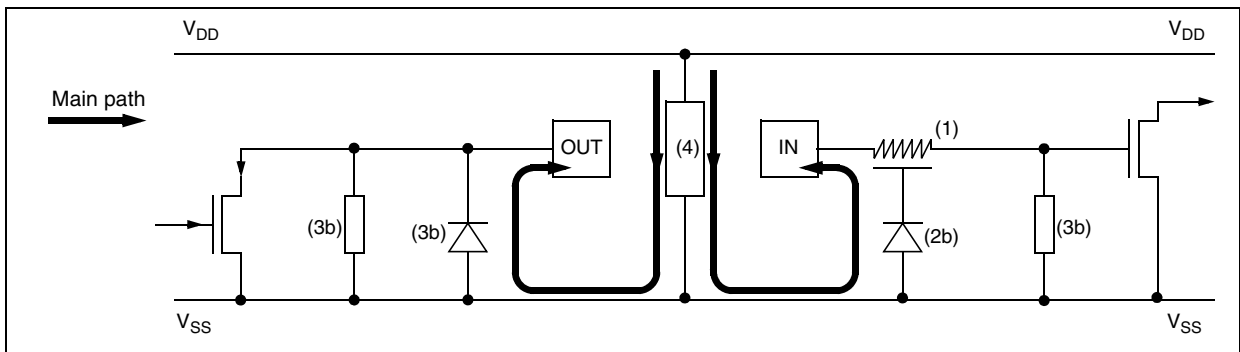 VDD VDD
Main path
OUT (4) IN (1)
(3b) (3b) (2b) (3b)
VSS VSS